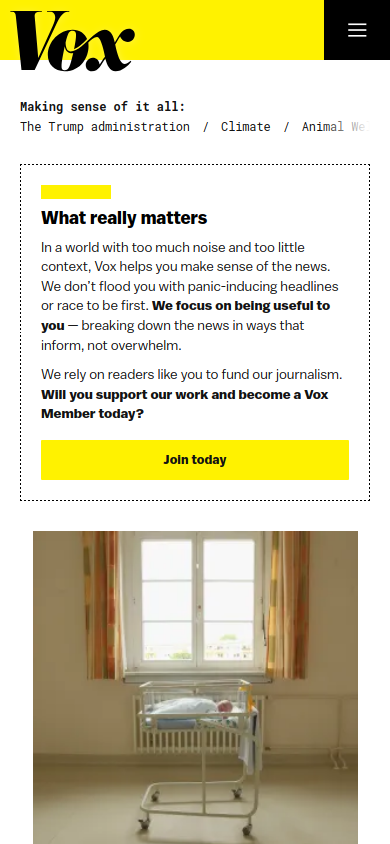 Vox
Making sense of it all:
The Trump administration / Climate / Animal We
What really matters
In a world with too much noise and too little
context, Vox helps you make sense of the news.
We don’t flood you with panic-inducing headlines
or race to be first. We focus on being useful to
you — breaking down the news in ways that
inform, not overwhelm.
We rely on readers like you to fund our journalism.
Will you support our work and become a Vox
Member today?
Join today